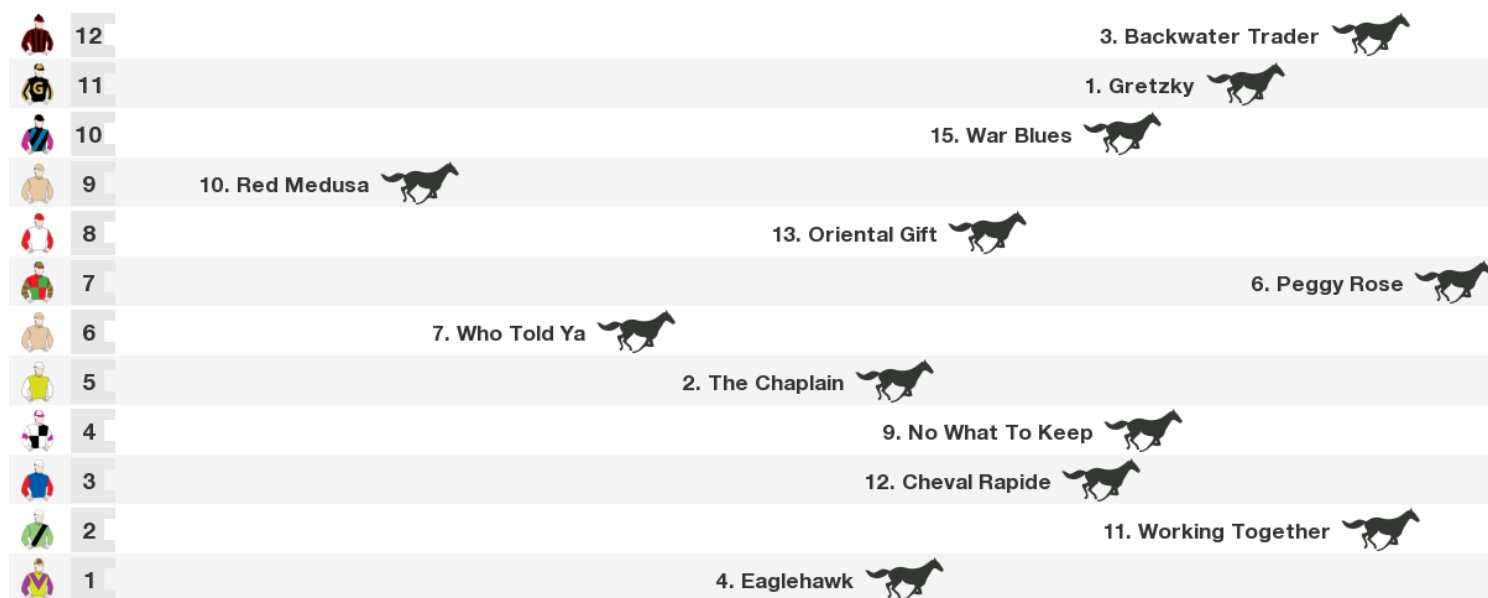 12 3. Backwater Trader
G 11 1. Gretzky
10 15. War Blues
9 10. Red Medusa
8 13. Oriental Gift
7 6. Peggy Rose
6 7. Who Told Ya
5 2. The Chaplain
4 9. No What To Keep
3 12. Cheval Rapide
2 11. Working Together
1 4. Eaglehawk